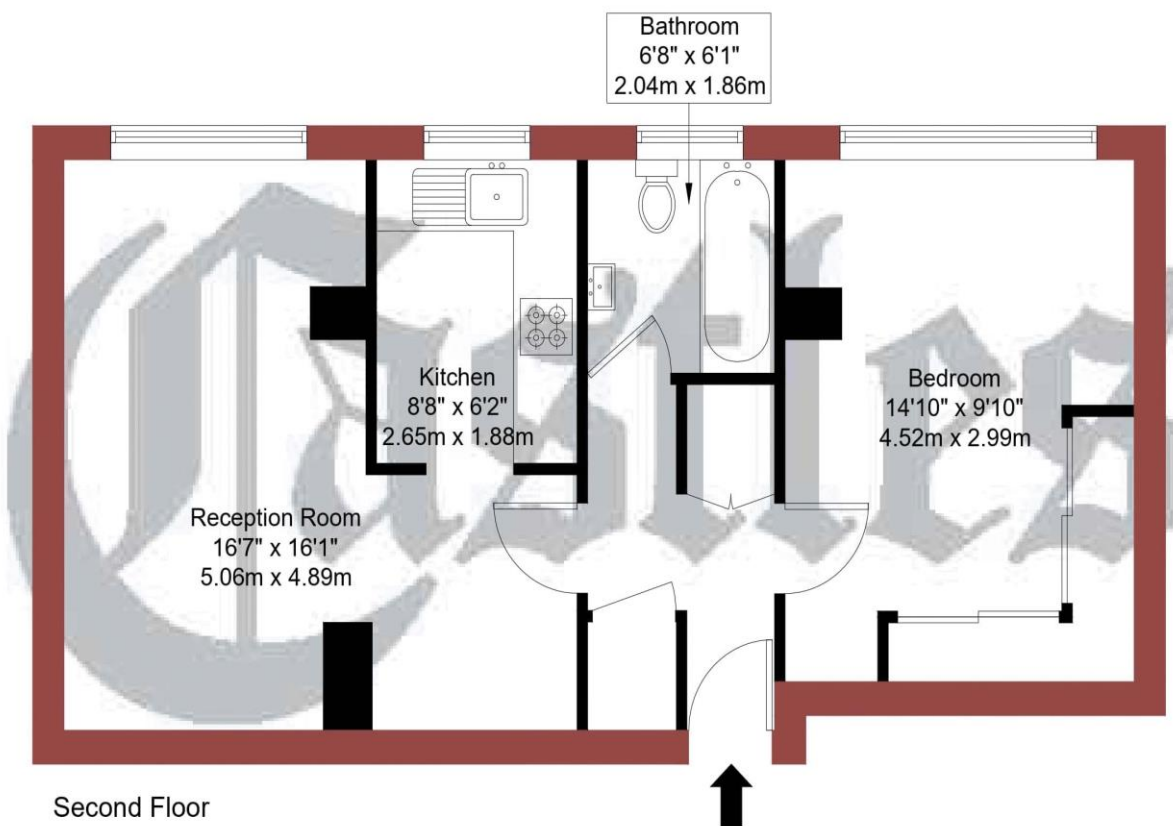 Bathroom
6'8" x 6'1"
2.04m x 1.86m
Kitchen
8'8" x 6'2"
2.65m x 1.88m
Bedroom
14'10" x 9'10"
4.52m x 2.99m
Reception Room
16'7" x 16'1"
5.06m x 4.89m
Second Floor